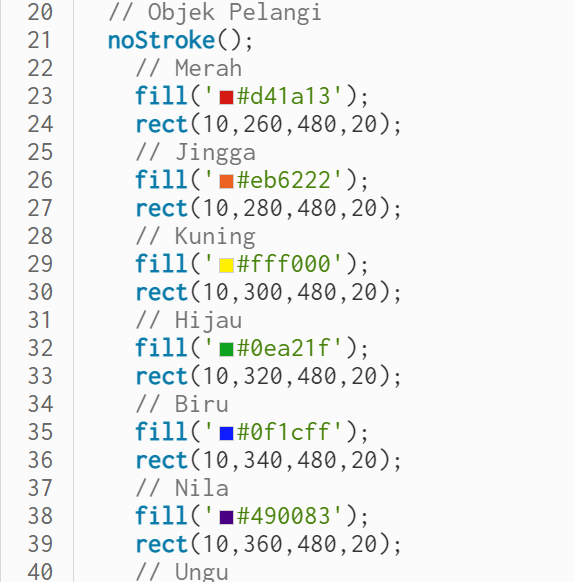 20 // Objek Pelangi
21 noStroke();
22 // Merah
23 fill('#d41a13');
24 rect(10,260,480,20);
25 // Jingga
26 fill('#eb6222');
27 rect(10,280,480,20);
28 // Kuning
29 fill('#fff000');
30 rect(10,300,480,20);
31 // Hijau
32 fill('#0ea21f');
33 rect(10,320,480,20);
34 // Biru
35 fill('#0f1cff');
36 rect(10,340,480,20);
37 // Nila
38 fill('#490083');
39 rect(10,360,480,20);
40 // Ungu